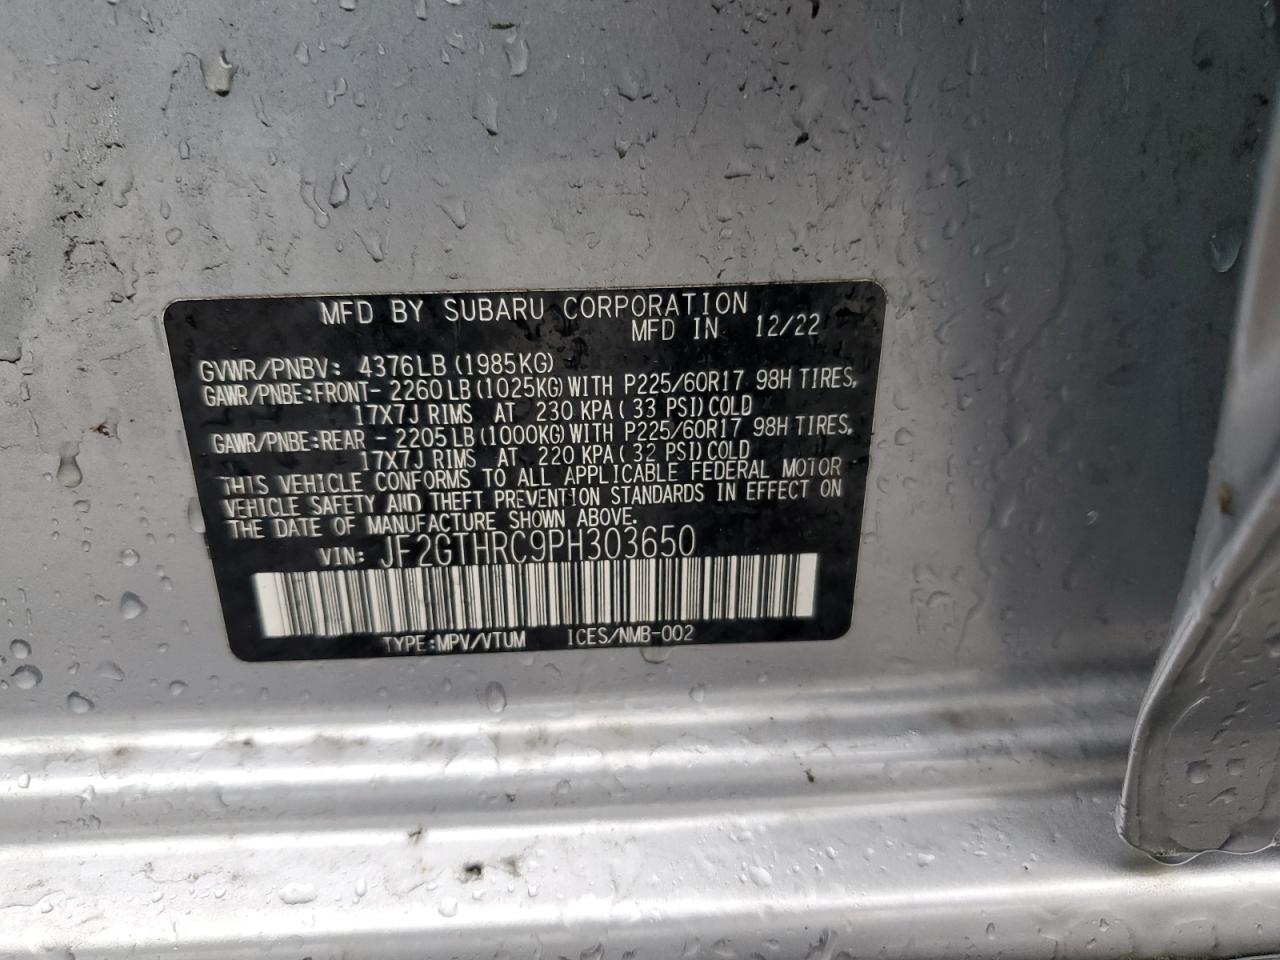 MFD BY SUBARU CORPORATION
MFD IN 12/22
GVWR/PNBV: 4376LB (1985KG)
GAWR/PNBE:FRONT- 2260LB(1025KG)WITH P225/60R17 98H TIRES,
17X7J RIMS AT 230 KPA( 33 PSI)COLD
GAWR/PNBE:REAR - 2205LB(1000KG)WITH P225/60R17 98H TIRES,
17X7J RIMS AT 220 KPA( 32 PSI)COLD
THIS VEHICLE CONFORMS TO ALL APPLICABLE FEDERAL MOTOR
VEHICLE SAFETY AND THEFT PREVENTION STANDARDS IN EFFECT ON
THE DATE OF MANUFACTURE SHOWN ABOVE.
VIN: JF2GTHRC9PH303650
TYPE:MPV/VTUM ICES/NMB-002